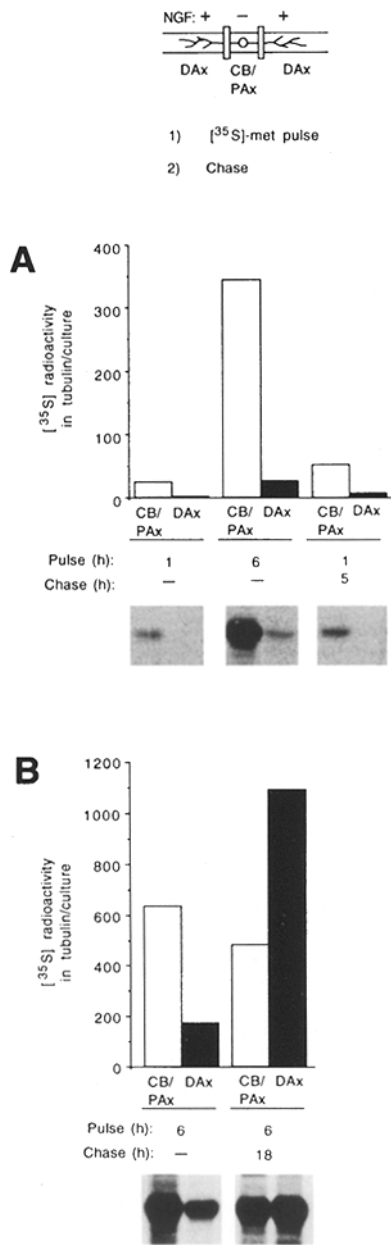 NGF: + − +
DAx CB/ DAx
PAx
1) [³⁵S]-met pulse
2) Chase
A
[³⁵S] radioactivity
in tubulin/culture
400
300
200
100
0
CB/ DAx CB/ DAx CB/ DAx
PAx PAx PAx
Pulse (h): 1 6 1
Chase (h): — — 5
B
[³⁵S] radioactivity
in tubulin/culture
1200
1000
800
600
400
200
0
CB/ DAx CB/ DAx
PAx PAx
Pulse (h): 6 6
Chase (h): — 18